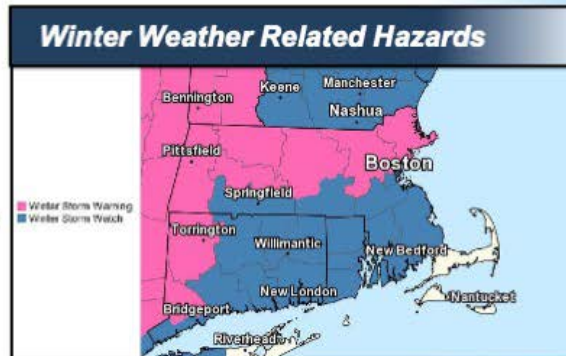 Winter Weather Related Hazards
Keene
Manchester
Bennington
Nashua
Pittsfield
Boston
Springfield
Winter Storm Warning
Winter Storm Watch
Torrington
Willimantic
New Bedford
New London
Nantucket
Bridgeport
Riverhead